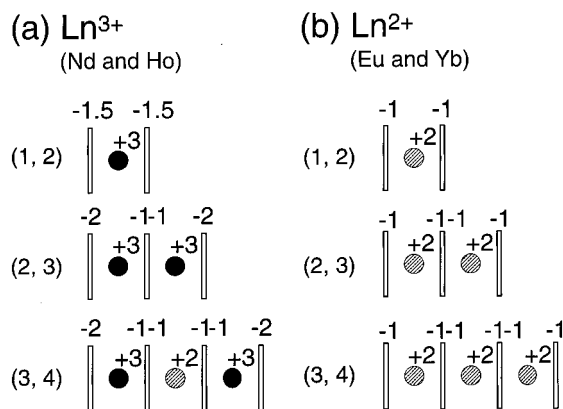 (a) Ln³⁺
(Nd and Ho)
-1.5 -1.5
+3
(1, 2)
-2 -1-1 -2
+3 +3
(2, 3)
-2 -1-1 -1-1 -2
+3 +2 +3
(3, 4)
(b) Ln²⁺
(Eu and Yb)
-1 -1
+2
(1, 2)
-1 -1-1 -1
+2 +2
(2, 3)
-1 -1-1 -1-1 -1
+2 +2 +2
(3, 4)